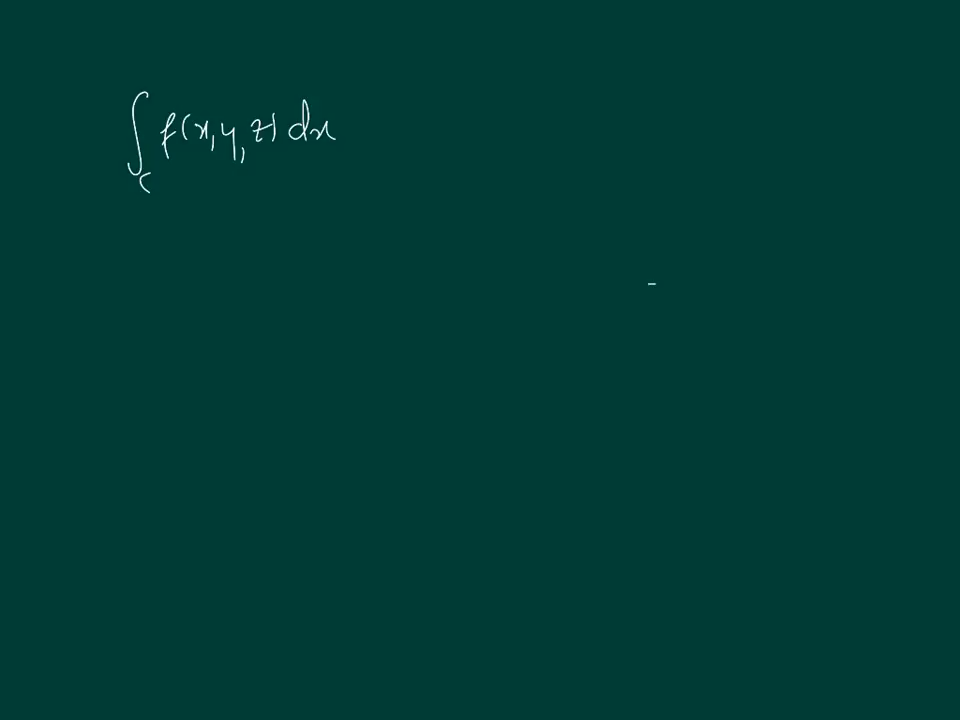 ∫_C f(x, y, z) dx